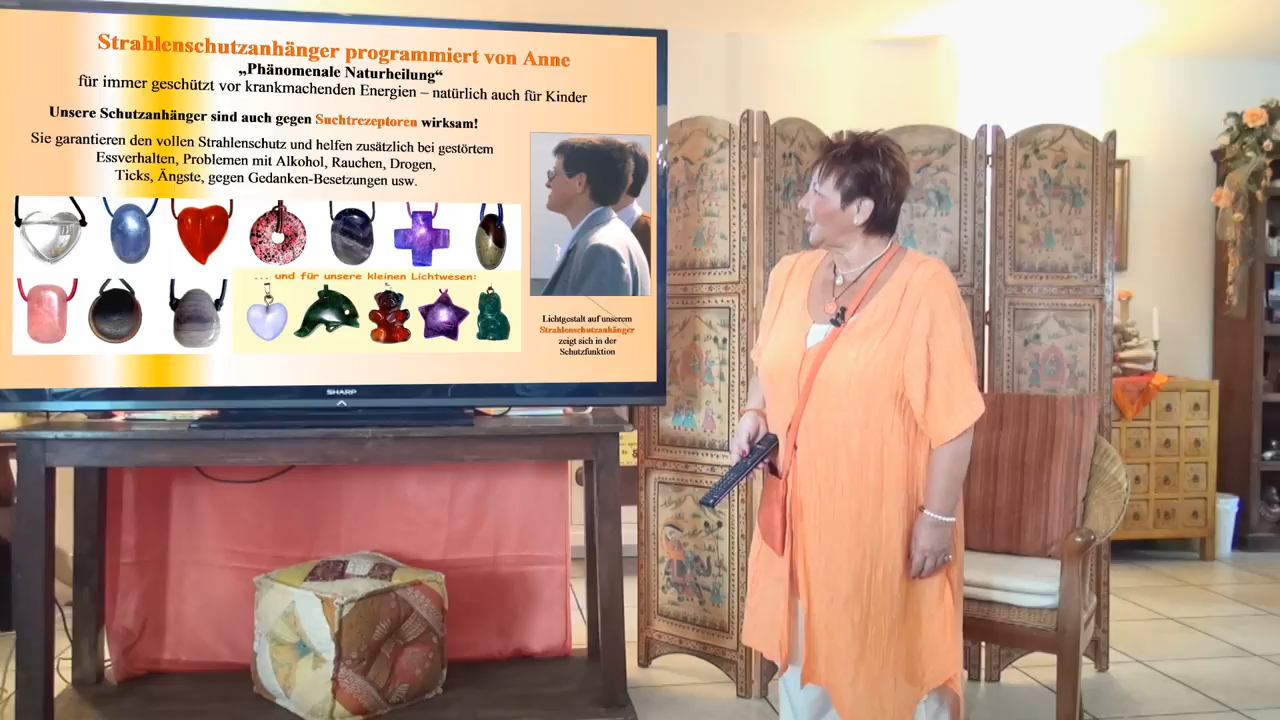 Strahlenschutzanhänger programmiert von Anne
„Phänomenale Naturheilung“
für immer geschützt vor krankmachenden Energien – natürlich auch für Kinder
Unsere Schutzanhänger sind auch gegen Suchtrezeptoren wirksam!
Sie garantieren den vollen Strahlenschutz und helfen zusätzlich bei gestörtem
Essverhalten, Problemen mit Alkohol, Rauchen, Drogen,
Ticks, Ängste, gegen Gedanken-Besetzungen usw.
... und für unsere kleinen Lichtwesen:
Lichtgestalt auf unserem
Strahlenschutzanhänger
zeigt sich in der
Schutzfunktion
SHARP